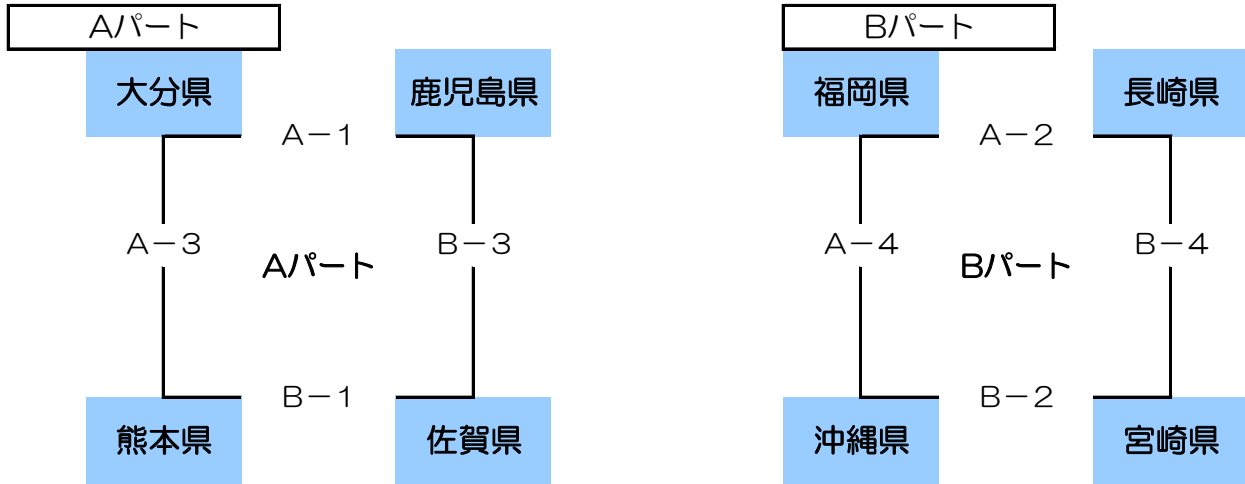 Aパート
Bパート
大分県
鹿児島県
福岡県
長崎県
A－1
A－2
A－3
B－3
A－4
B－4
Aパート
Bパート
B－1
B－2
熊本県
佐賀県
沖縄県
宮崎県